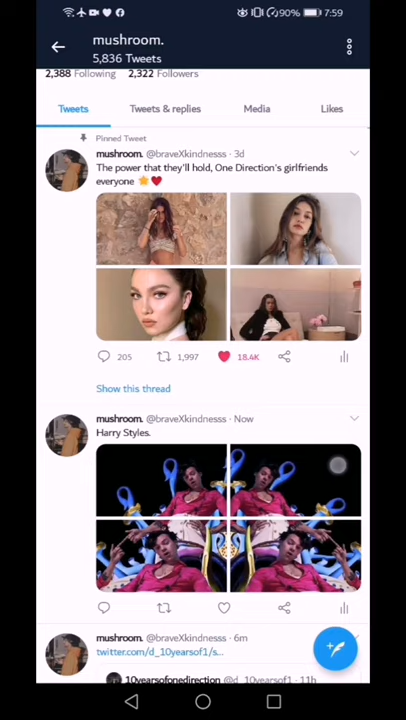 90% 7:59
mushroom.
5,836 Tweets
2,388 Following 2,322 Followers
Tweets Tweets & replies Media Likes
Pinned Tweet
mushroom. @braveXkindnesss · 3d
The power that they'll hold, One Direction's girlfriends
everyone ⭐❤️
205 1,997 18.4K
Show this thread
mushroom. @braveXkindnesss · Now
Harry Styles.
mushroom. @braveXkindnesss · 6m
twitter.com/d_10yearsof1/s...
10yearsofonedirection @d_10yearsof1 · 11h